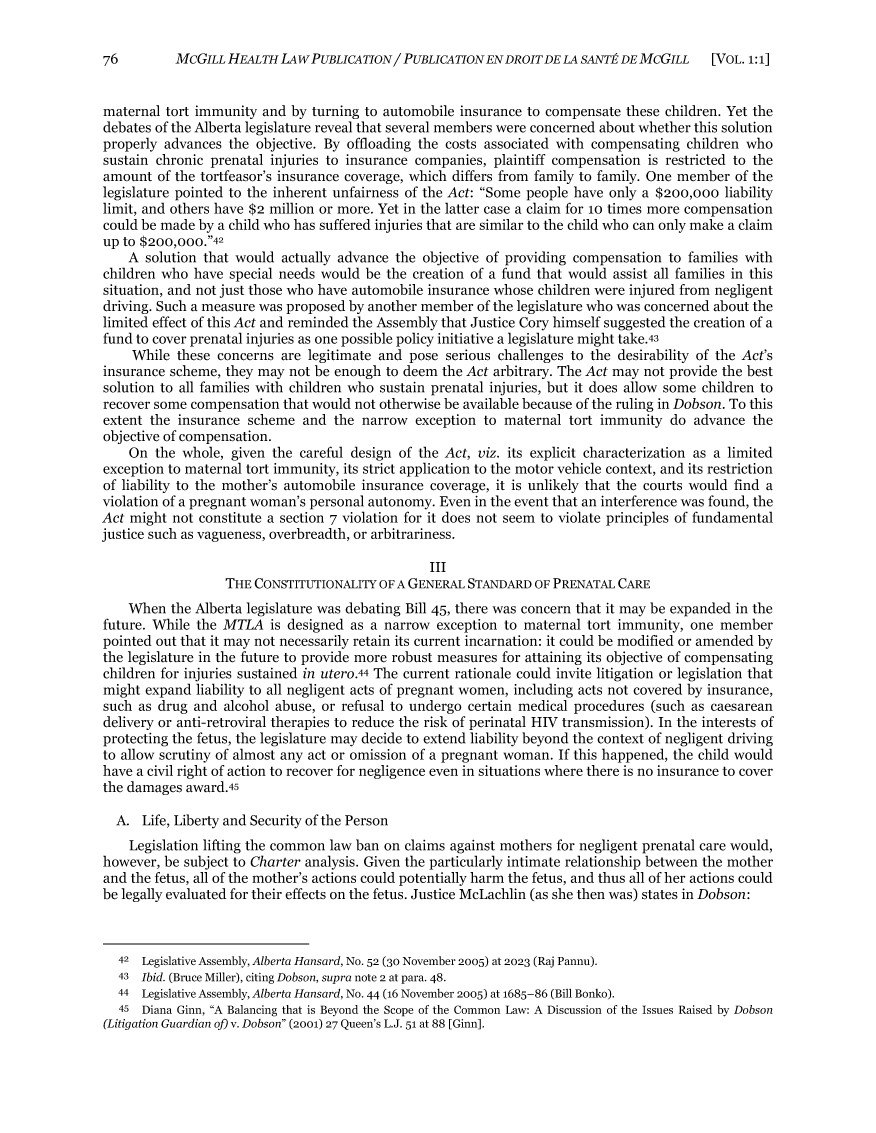 76 MCGILL HEALTH LAW PUBLICATION / PUBLICATION EN DROIT DE LA SANTÉ DE MCGILL [VOL. 1:1]
maternal tort immunity and by turning to automobile insurance to compensate these children. Yet the
debates of the Alberta legislature reveal that several members were concerned about whether this solution
properly advances the objective. By offloading the costs associated with compensating children who
sustain chronic prenatal injuries to insurance companies, plaintiff compensation is restricted to the
amount of the tortfeasor's insurance coverage, which differs from family to family. One member of the
legislature pointed to the inherent unfairness of the Act: “Some people have only a $200,000 liability
limit, and others have $2 million or more. Yet in the latter case a claim for 10 times more compensation
could be made by a child who has suffered injuries that are similar to the child who can only make a claim
up to $200,000.”42
A solution that would actually advance the objective of providing compensation to families with
children who have special needs would be the creation of a fund that would assist all families in this
situation, and not just those who have automobile insurance whose children were injured from negligent
driving. Such a measure was proposed by another member of the legislature who was concerned about the
limited effect of this Act and reminded the Assembly that Justice Cory himself suggested the creation of a
fund to cover prenatal injuries as one possible policy initiative a legislature might take.43
While these concerns are legitimate and pose serious challenges to the desirability of the Act's
insurance scheme, they may not be enough to deem the Act arbitrary. The Act may not provide the best
solution to all families with children who sustain prenatal injuries, but it does allow some children to
recover some compensation that would not otherwise be available because of the ruling in Dobson. To this
extent the insurance scheme and the narrow exception to maternal tort immunity do advance the
objective of compensation.
On the whole, given the careful design of the Act, viz. its explicit characterization as a limited
exception to maternal tort immunity, its strict application to the motor vehicle context, and its restriction
of liability to the mother's automobile insurance coverage, it is unlikely that the courts would find a
violation of a pregnant woman's personal autonomy. Even in the event that an interference was found, the
Act might not constitute a section 7 violation for it does not seem to violate principles of fundamental
justice such as vagueness, overbreadth, or arbitrariness.
III
THE CONSTITUTIONALITY OF A GENERAL STANDARD OF PRENATAL CARE
When the Alberta legislature was debating Bill 45, there was concern that it may be expanded in the
future. While the MTLA is designed as a narrow exception to maternal tort immunity, one member
pointed out that it may not necessarily retain its current incarnation: it could be modified or amended by
the legislature in the future to provide more robust measures for attaining its objective of compensating
children for injuries sustained in utero.44 The current rationale could invite litigation or legislation that
might expand liability to all negligent acts of pregnant women, including acts not covered by insurance,
such as drug and alcohol abuse, or refusal to undergo certain medical procedures (such as caesarean
delivery or anti-retroviral therapies to reduce the risk of perinatal HIV transmission). In the interests of
protecting the fetus, the legislature may decide to extend liability beyond the context of negligent driving
to allow scrutiny of almost any act or omission of a pregnant woman. If this happened, the child would
have a civil right of action to recover for negligence even in situations where there is no insurance to cover
the damages award.45
A. Life, Liberty and Security of the Person
Legislation lifting the common law ban on claims against mothers for negligent prenatal care would,
however, be subject to Charter analysis. Given the particularly intimate relationship between the mother
and the fetus, all of the mother's actions could potentially harm the fetus, and thus all of her actions could
be legally evaluated for their effects on the fetus. Justice McLachlin (as she then was) states in Dobson:
42 Legislative Assembly, Alberta Hansard, No. 52 (30 November 2005) at 2023 (Raj Pannu).
43 Ibid. (Bruce Miller), citing Dobson, supra note 2 at para. 48.
44 Legislative Assembly, Alberta Hansard, No. 44 (16 November 2005) at 1685–86 (Bill Bonko).
45 Diana Ginn, “A Balancing that is Beyond the Scope of the Common Law: A Discussion of the Issues Raised by Dobson
(Litigation Guardian of) v. Dobson” (2001) 27 Queen's L.J. 51 at 88 [Ginn].